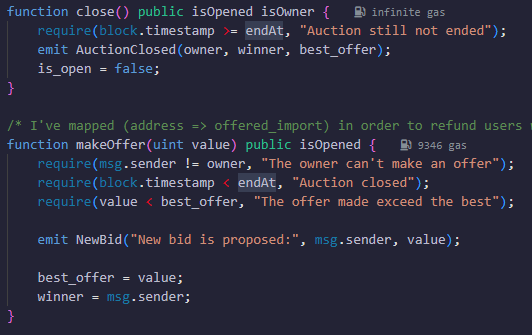 function close() public isOpened isOwner { infinite gas
require(block.timestamp >= endAt, "Auction still not ended");
emit AuctionClosed(owner, winner, best_offer);
is_open = false;
}
/* I've mapped (address => offered_import) in order to refund users
function makeOffer(uint value) public isOpened { 9346 gas
require(msg.sender != owner, "The owner can't make an offer");
require(block.timestamp < endAt, "Auction closed");
require(value < best_offer, "The offer made exceed the best");
emit NewBid("New bid is proposed:", msg.sender, value);
best_offer = value;
winner = msg.sender;
}